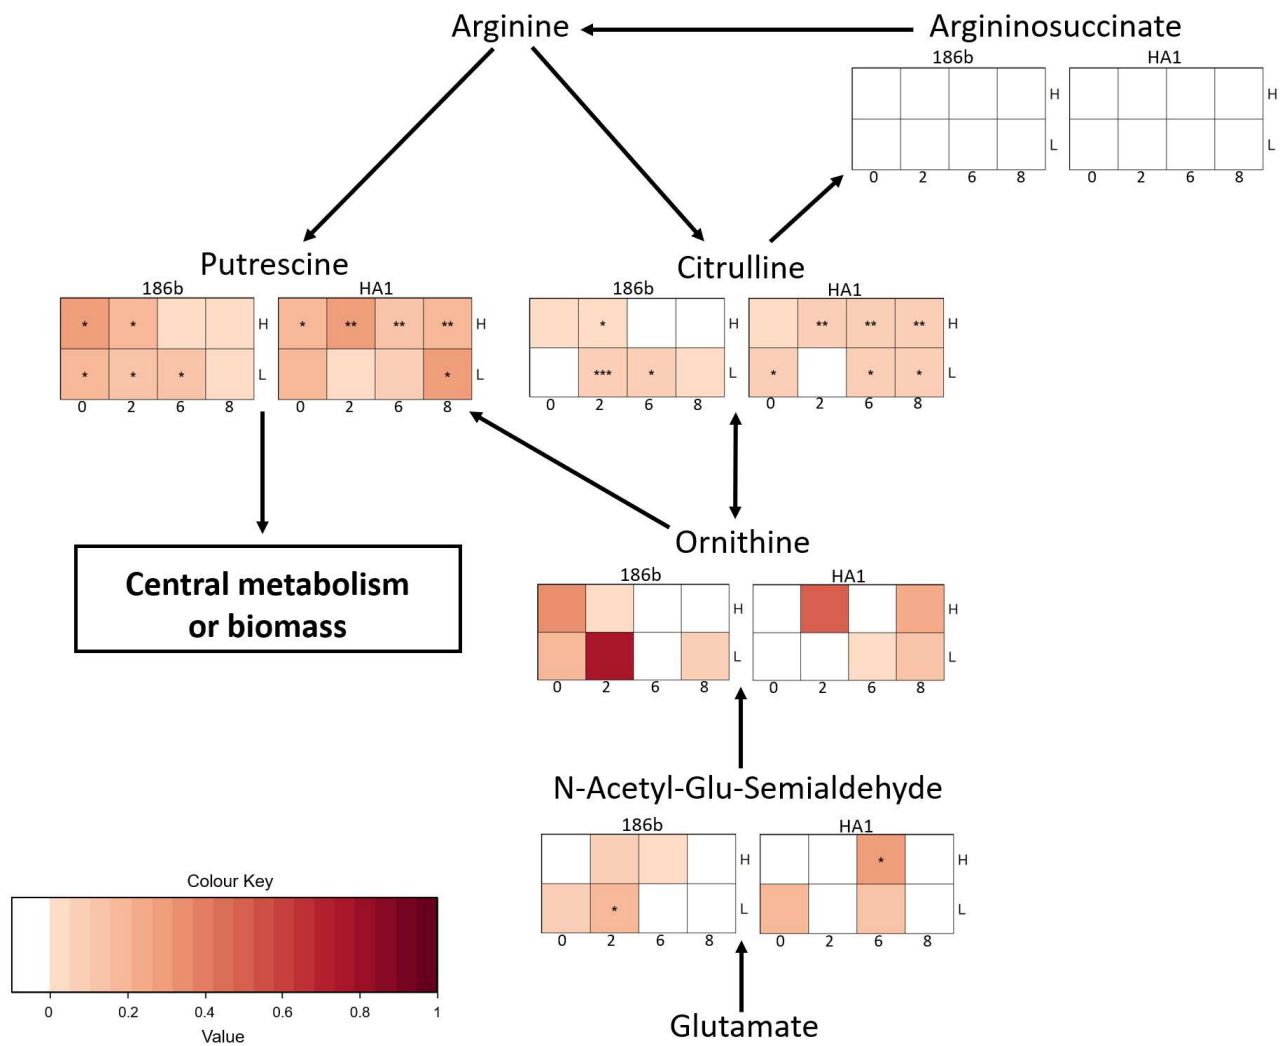 Arginine
Argininosuccinate
186b HA1
H H
L L
0 2 6 8 0 2 6 8
Putrescine
186b HA1
* * * ** ** ** H H
* * * * L L
0 2 6 8 0 2 6 8
Citrulline
186b HA1
* ** ** ** H H
*** * * * * L L
0 2 6 8 0 2 6 8
Central metabolism
or biomass
Ornithine
186b HA1
H H
L L
0 2 6 8 0 2 6 8
N-Acetyl-Glu-Semialdehyde
186b HA1
* H H
* L L
0 2 6 8 0 2 6 8
Glutamate
Colour Key
0 0.2 0.4 0.6 0.8 1
Value